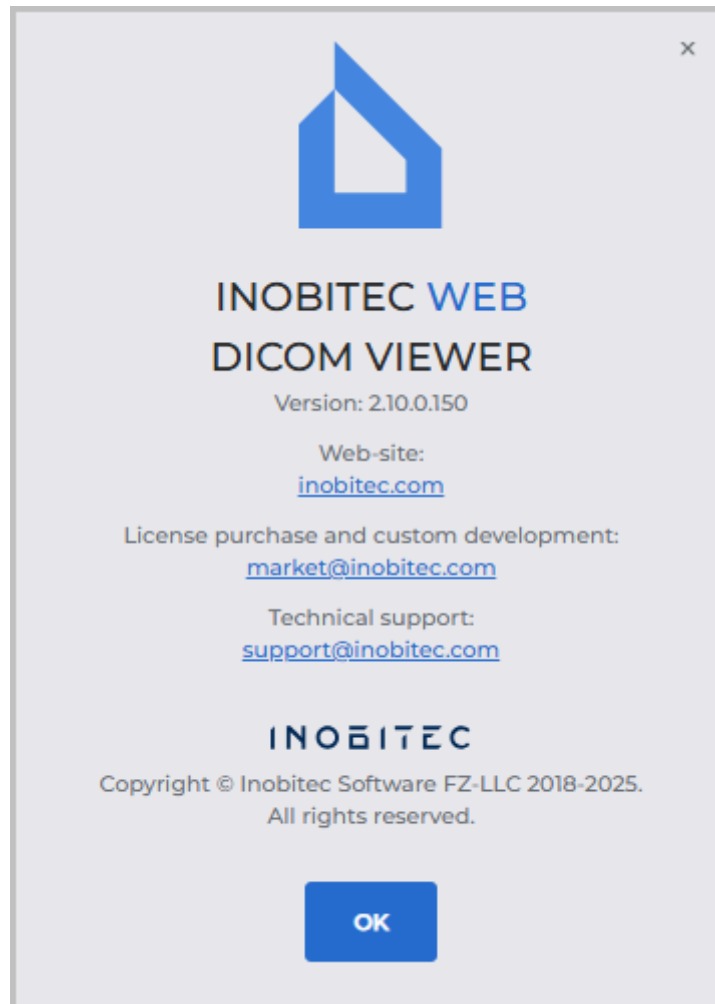 ×
INOBITEC WEB
DICOM VIEWER
Version: 2.10.0.150
Web-site:
inobitec.com
License purchase and custom development:
market@inobitec.com
Technical support:
support@inobitec.com
INOBITEC
Copyright © Inobitec Software FZ-LLC 2018-2025.
All rights reserved.
OK